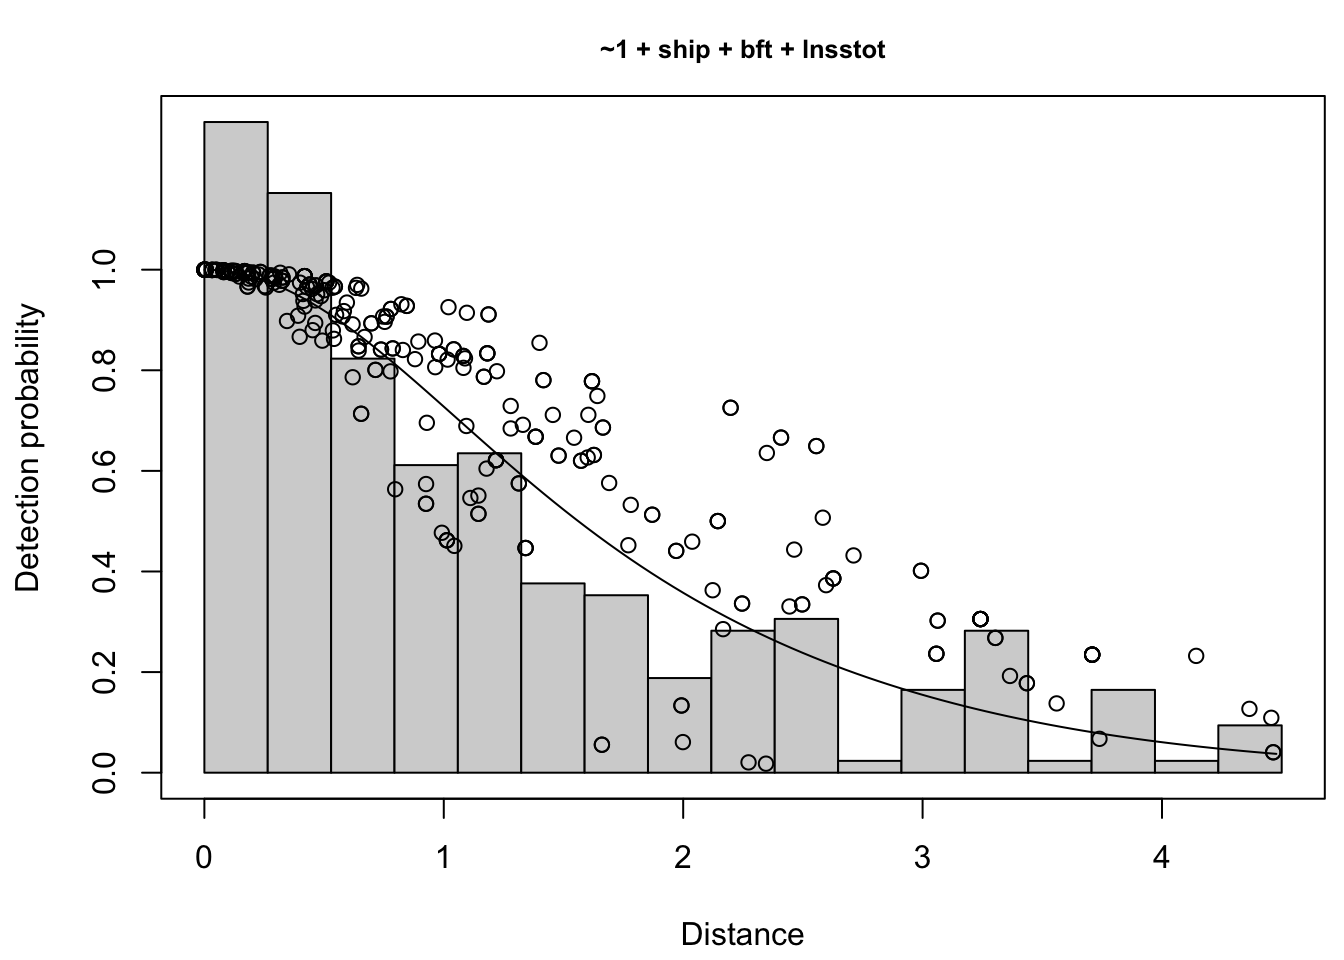 ~1 + ship + bft + lnsstot
1.0
0.8
0.6
0.4
0.2
0.0
Detection probability
0 1 2 3 4
Distance